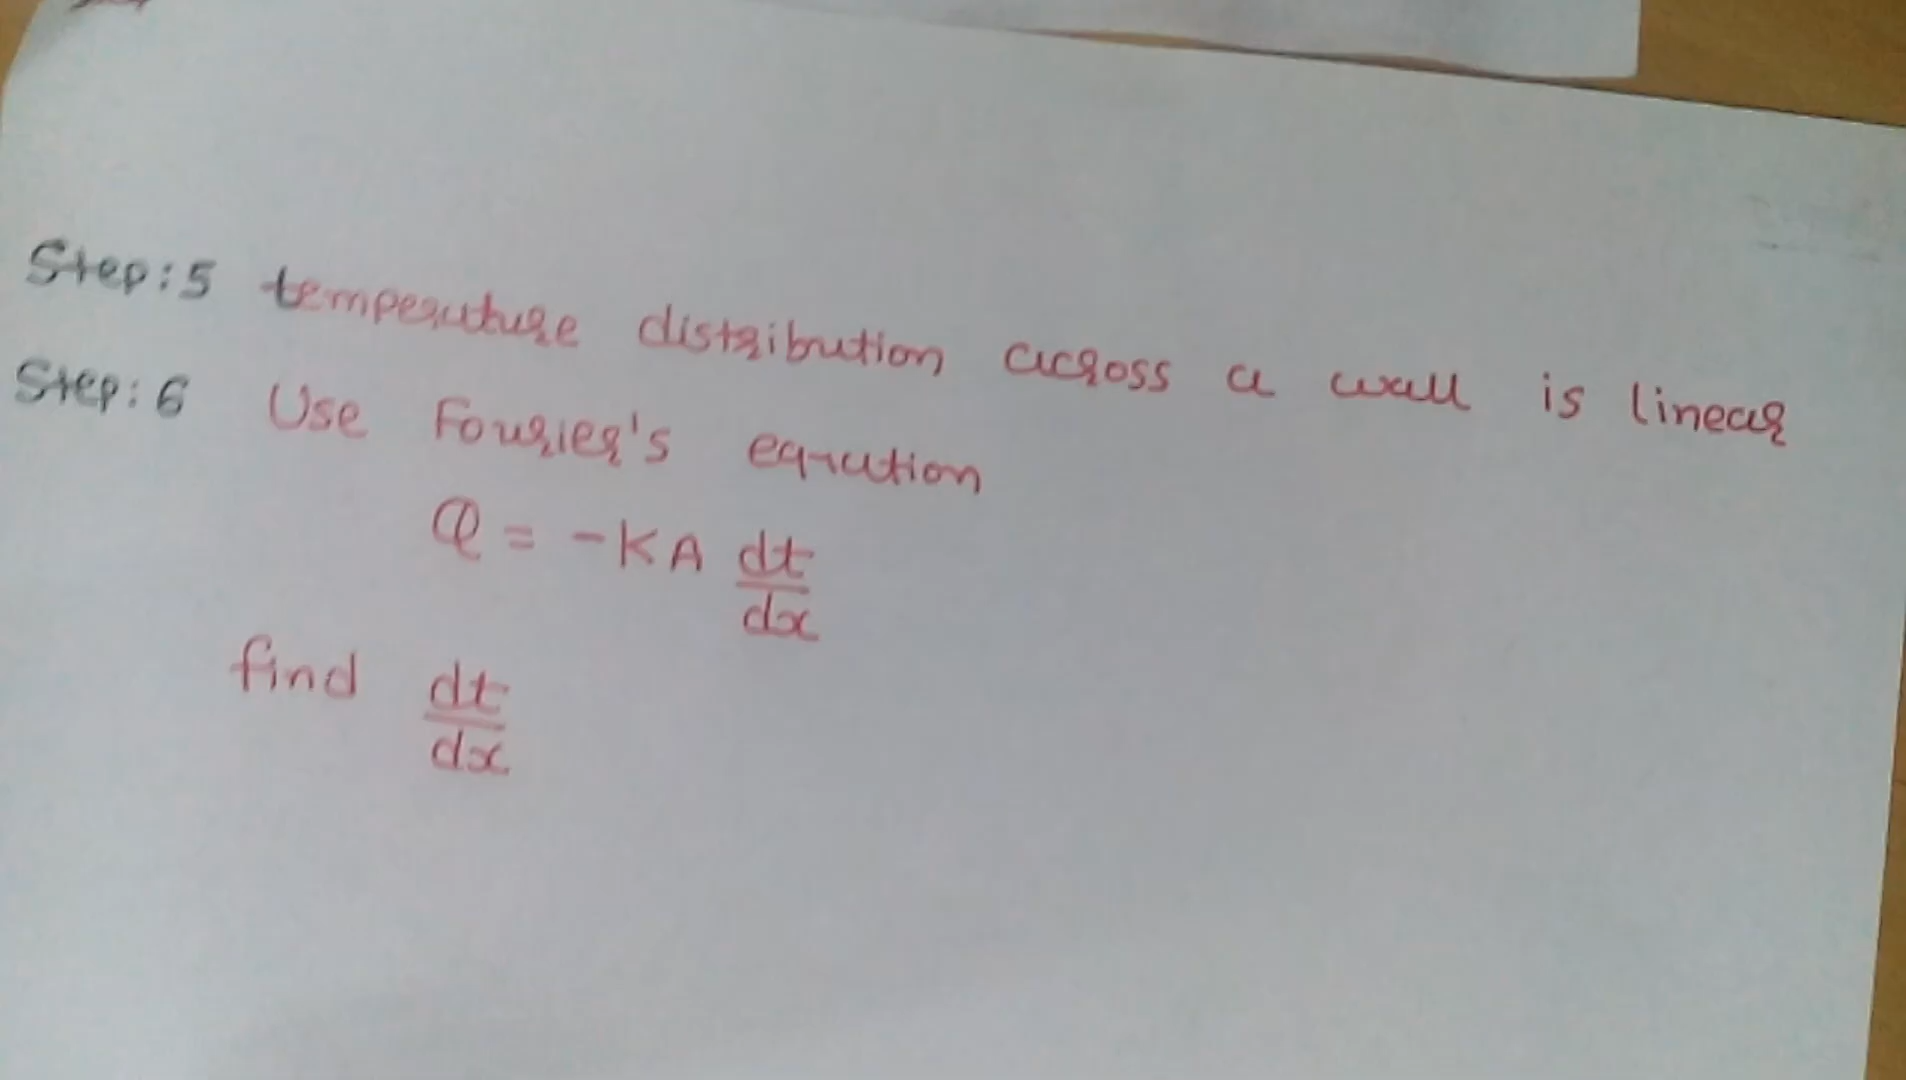 Step:5 temperature distribution across a wall is linear
Step:6 Use Fourier's equation
Q = -KA dt/dx
find dt/dx